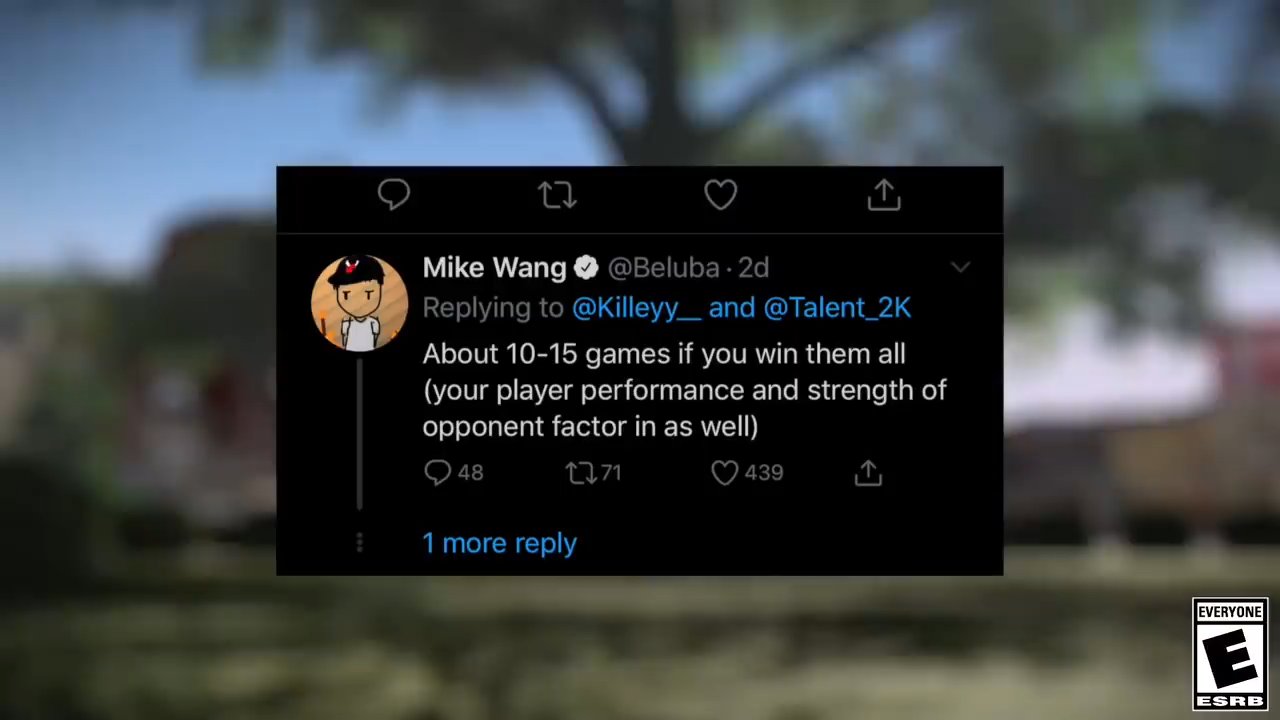 Mike Wang @Beluba · 2d
Replying to @Killeyy__ and @Talent_2K
About 10-15 games if you win them all
(your player performance and strength of
opponent factor in as well)
48 71 439
1 more reply
EVERYONE
E
ESRB